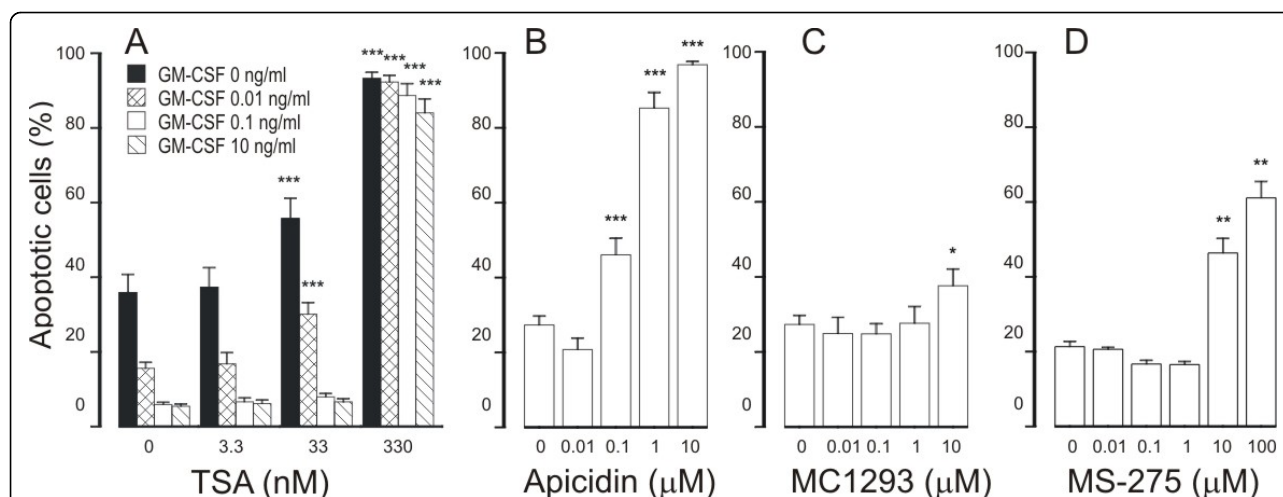 A
B
C
D
GM-CSF 0 ng/ml
GM-CSF 0.01 ng/ml
GM-CSF 0.1 ng/ml
GM-CSF 10 ng/ml
Apoptotic cells (%)
100
80
60
40
20
0
*** *** *** ***
***
***
0 3.3 33 330
TSA (nM)
100
80
60
40
20
0
***
***
***
0 0.01 0.1 1 10
Apicidin (μM)
100
80
60
40
20
0
*
0 0.01 0.1 1 10
MC1293 (μM)
100
80
60
40
20
0
**
**
0 0.01 0.1 1 10 100
MS-275 (μM)